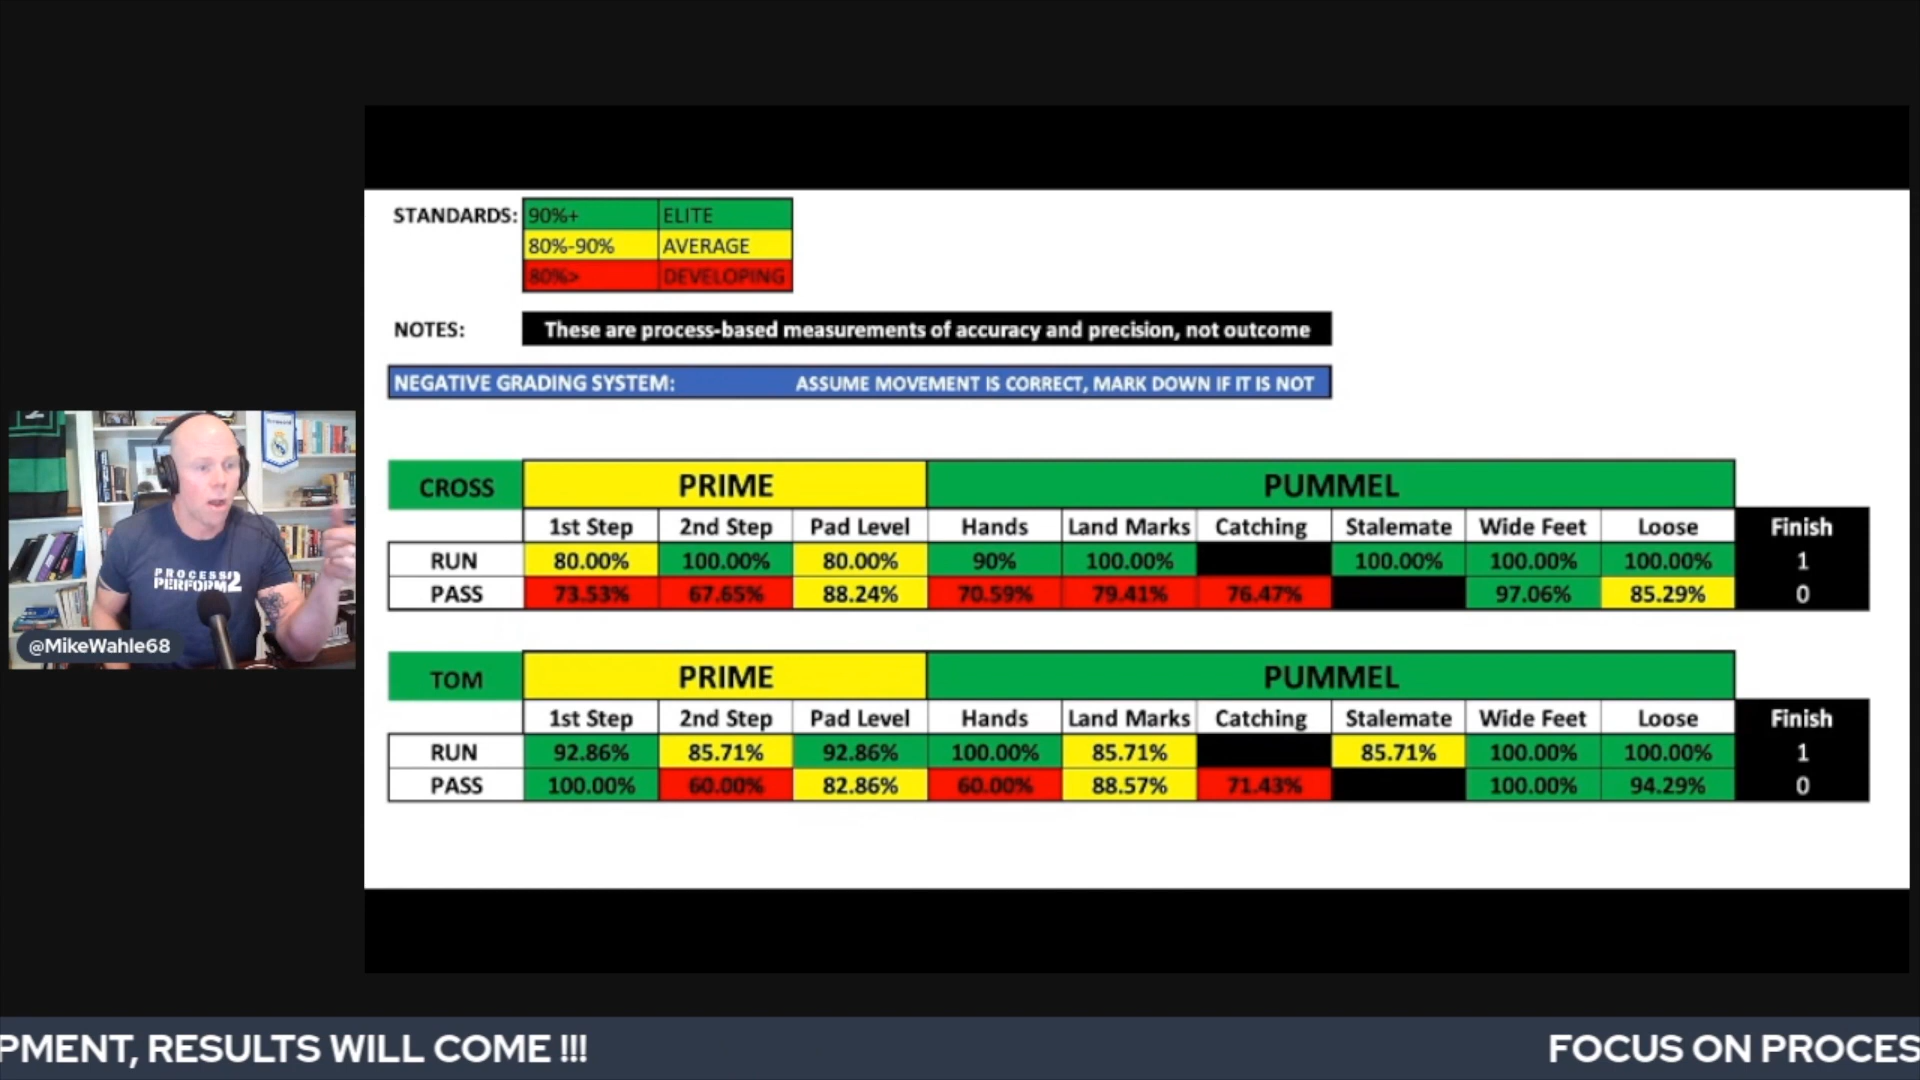 STANDARDS: 90%+ ELITE
80%-90% AVERAGE
80%> DEVELOPING
NOTES: These are process-based measurements of accuracy and precision, not outcome
NEGATIVE GRADING SYSTEM: ASSUME MOVEMENT IS CORRECT, MARK DOWN IF IT IS NOT
CROSS PRIME PUMMEL
1st Step 2nd Step Pad Level Hands Land Marks Catching Stalemate Wide Feet Loose Finish
RUN 80.00% 100.00% 80.00% 90% 100.00% 100.00% 100.00% 100.00% 1
PASS 73.53% 67.65% 88.24% 70.59% 79.41% 76.47% 97.06% 85.29% 0
TOM PRIME PUMMEL
1st Step 2nd Step Pad Level Hands Land Marks Catching Stalemate Wide Feet Loose Finish
RUN 92.86% 85.71% 92.86% 100.00% 85.71% 85.71% 100.00% 100.00% 1
PASS 100.00% 60.00% 82.86% 60.00% 88.57% 71.43% 100.00% 94.29% 0
PROCESS
PERFORM2
@MikeWahle68
PMENT, RESULTS WILL COME !!! FOCUS ON PROCES